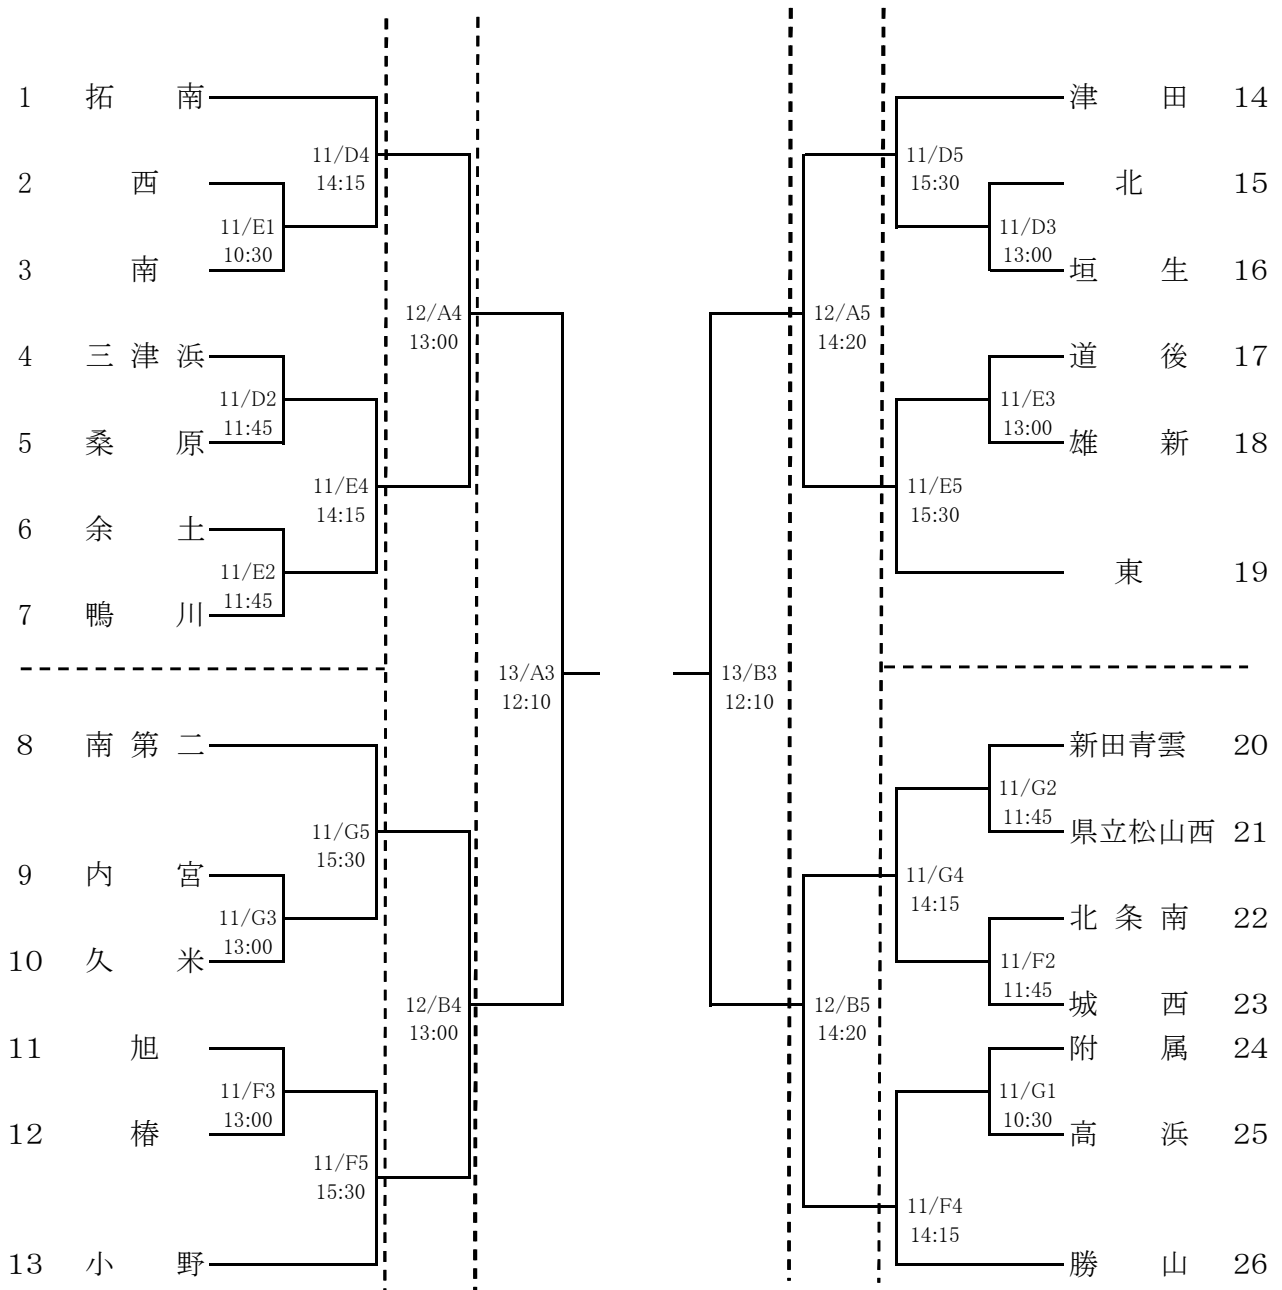 1 拓南
11/D4
14:15
2 西
11/E1
10:30
3 南
12/A4
13:00
4 三津浜
11/D2
11:45
5 桑原
11/E4
14:15
6 余土
11/E2
11:45
7 鴨川
13/A3
12:10
8 南第二
11/G5
15:30
9 内宮
11/G3
13:00
10 久米
12/B4
13:00
11 旭
11/F3
13:00
12 椿
11/F5
15:30
13 小野
津田 14
11/D5
15:30
北 15
11/D3
13:00
垣生 16
12/A5
14:20
道後 17
11/E3
13:00
雄新 18
11/E5
15:30
東 19
13/B3
12:10
新田青雲 20
11/G2
11:45
県立松山西 21
11/G4
14:15
北条南 22
11/F2
11:45
城西 23
12/B5
14:20
附属 24
11/G1
10:30
高浜 25
11/F4
14:15
勝山 26